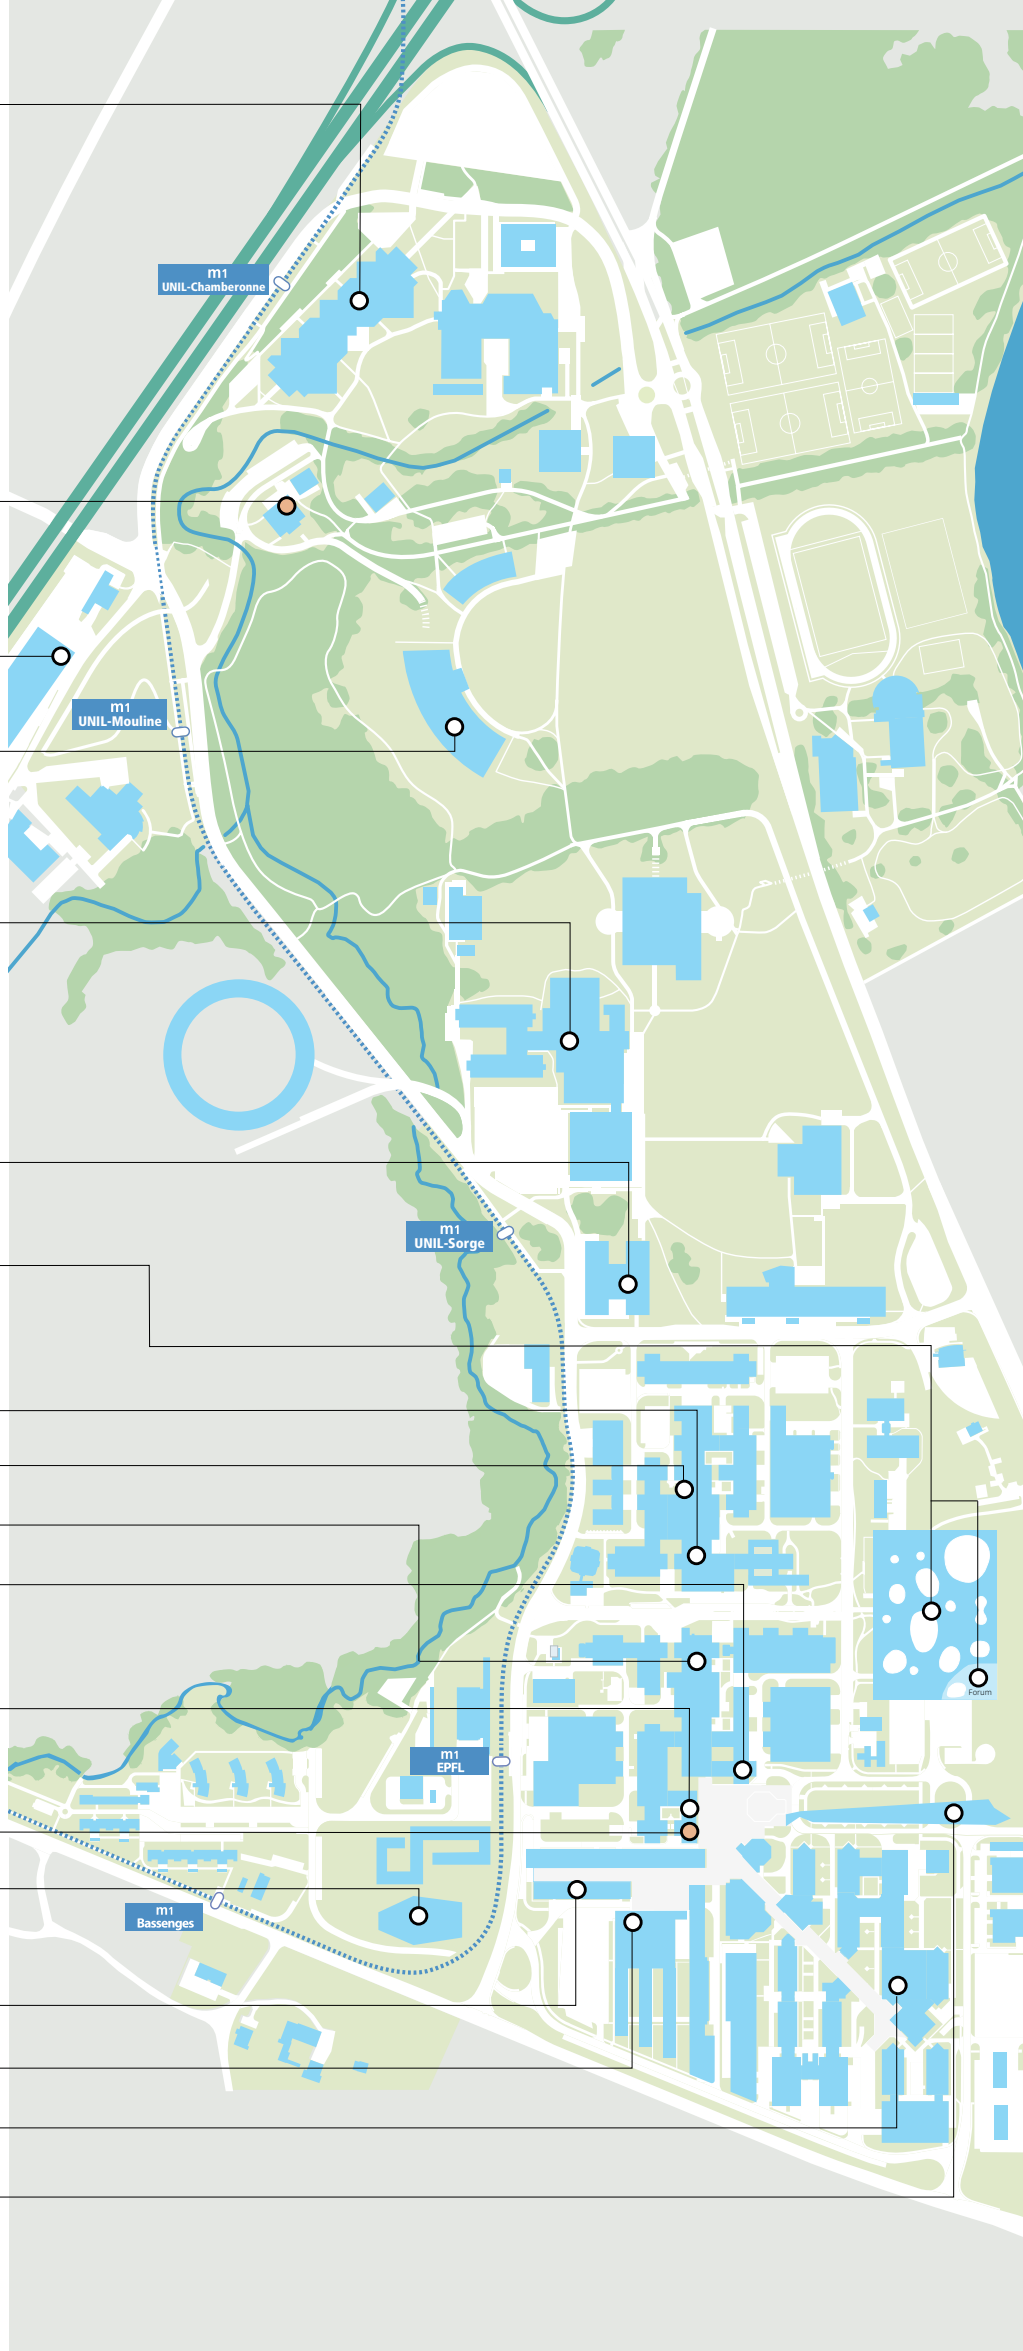 m1
UNIL-Chamberonne
m1
UNIL-Mouline
m1
UNIL-Sorge
Forum
m1
EPFL
m1
Bassenges